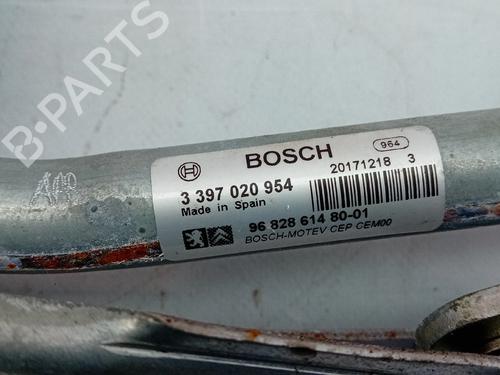 B-PARTS
BOSCH
964
3 397 020 954
Made in Spain
20171218 3
96 828 614 80-01
BOSCH-MOTEV CEP CEM00